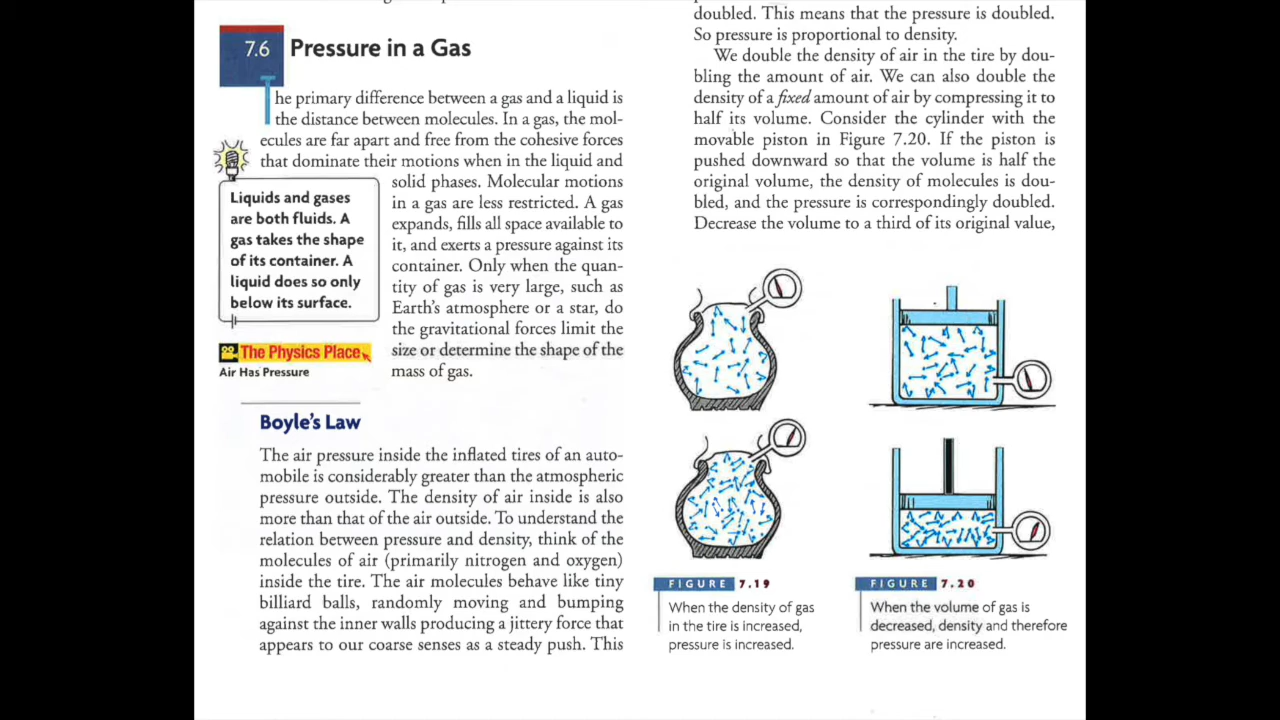 7.6 Pressure in a Gas
The primary difference between a gas and a liquid is
the distance between molecules. In a gas, the mol-
ecules are far apart and free from the cohesive forces
that dominate their motions when in the liquid and
solid phases. Molecular motions
in a gas are less restricted. A gas
expands, fills all space available to
it, and exerts a pressure against its
container. Only when the quan-
tity of gas is very large, such as
Earth's atmosphere or a star, do
the gravitational forces limit the
size or determine the shape of the
mass of gas.
Liquids and gases
are both fluids. A
gas takes the shape
of its container. A
liquid does so only
below its surface.
The Physics Place
Air Has Pressure
Boyle's Law
The air pressure inside the inflated tires of an auto-
mobile is considerably greater than the atmospheric
pressure outside. The density of air inside is also
more than that of the air outside. To understand the
relation between pressure and density, think of the
molecules of air (primarily nitrogen and oxygen)
inside the tire. The air molecules behave like tiny
billiard balls, randomly moving and bumping
against the inner walls producing a jittery force that
appears to our coarse senses as a steady push. This
doubled. This means that the pressure is doubled.
So pressure is proportional to density.
We double the density of air in the tire by dou-
bling the amount of air. We can also double the
density of a fixed amount of air by compressing it to
half its volume. Consider the cylinder with the
movable piston in Figure 7.20. If the piston is
pushed downward so that the volume is half the
original volume, the density of molecules is dou-
bled, and the pressure is correspondingly doubled.
Decrease the volume to a third of its original value,
FIGURE 7.19
When the density of gas
in the tire is increased,
pressure is increased.
FIGURE 7.20
When the volume of gas is
decreased, density and therefore
pressure are increased.